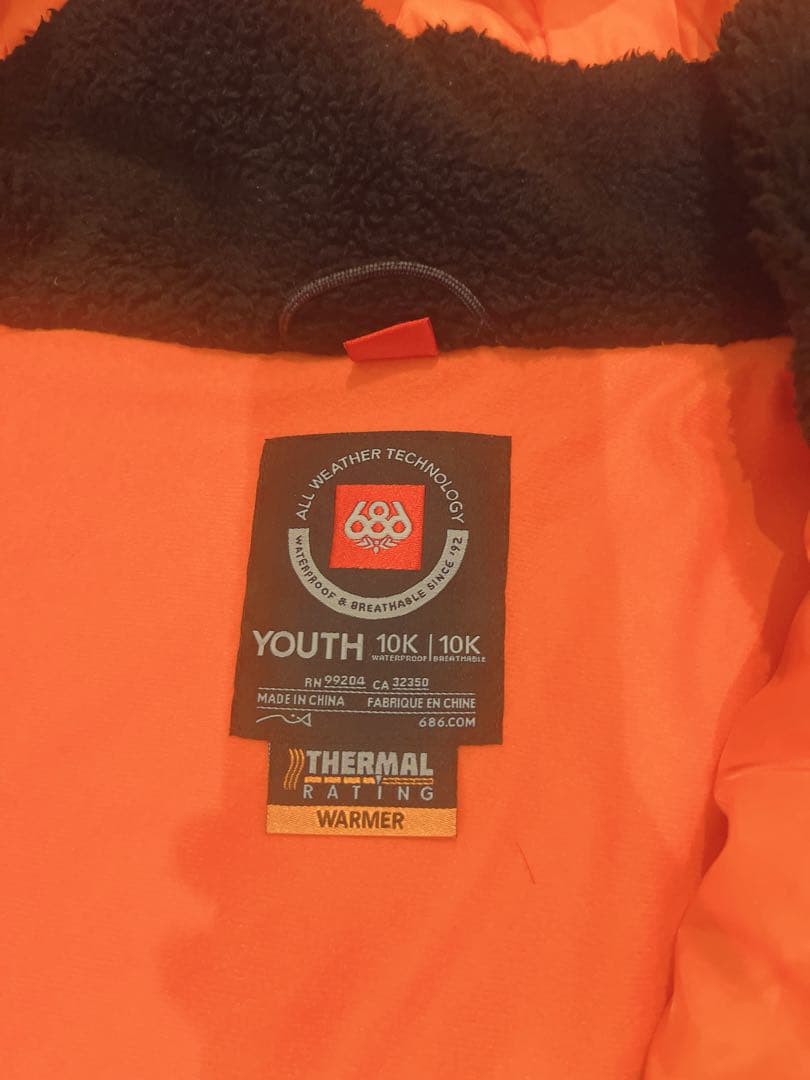 ALL WEATHER TECHNOLOGY
686
WATERPROOF & BREATHABLE SINCE '92
YOUTH 10K | 10K
WATERPROOF BREATHABLE
RN 99204 CA 32350
MADE IN CHINA FABRIQUE EN CHINE
686.COM
THERMAL
RATING
WARMER